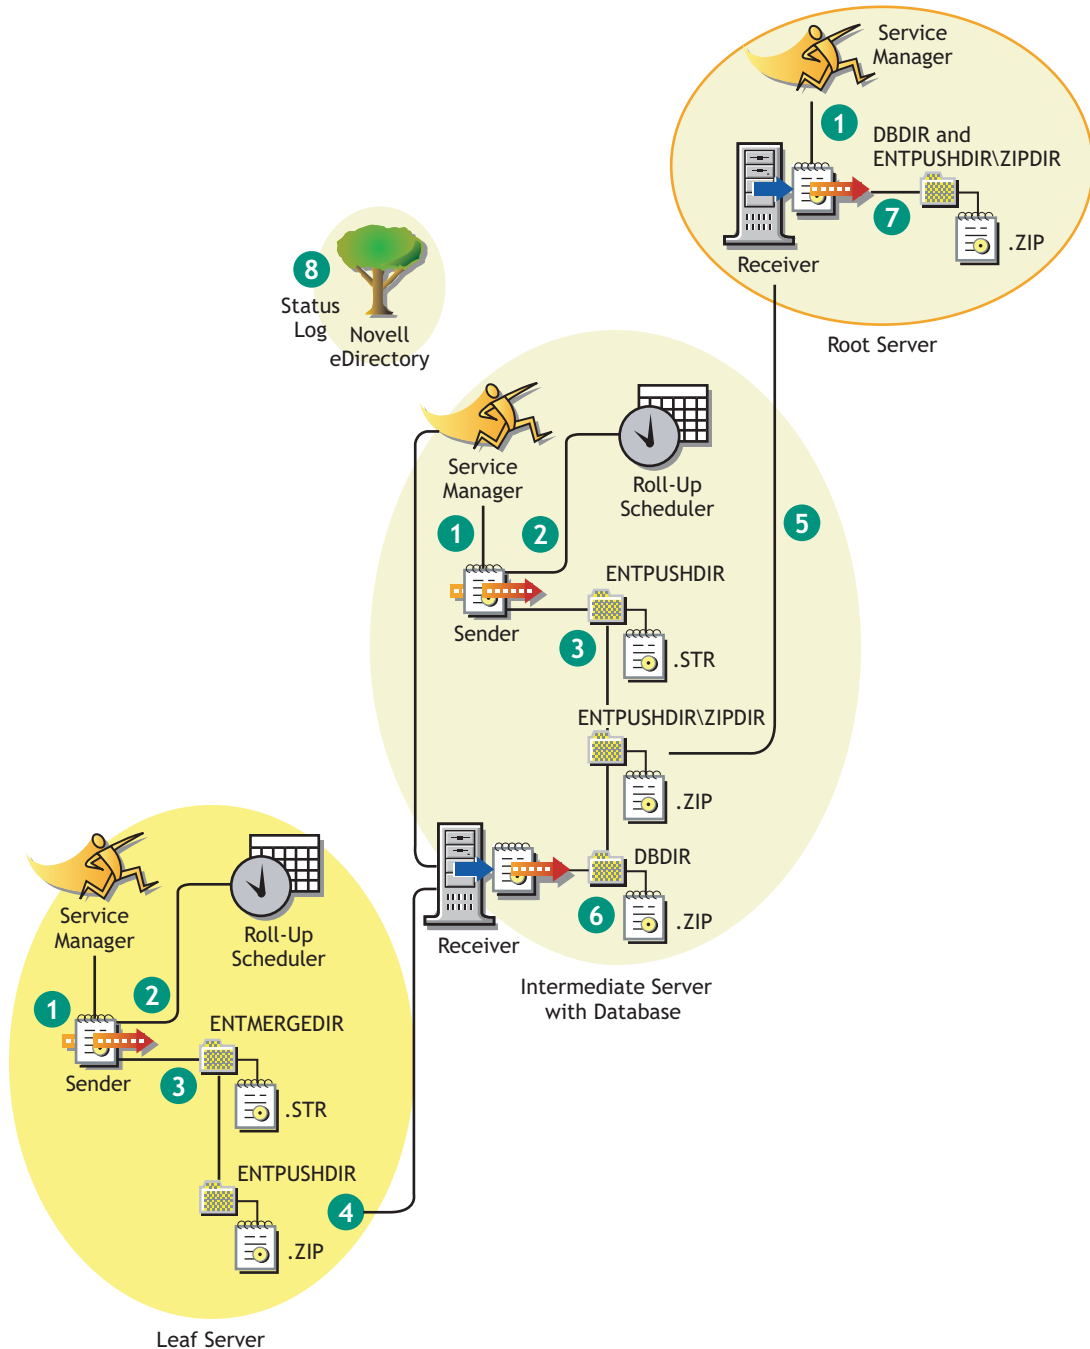 Service
Manager
1
DBDIR and
ENTPUSHDIR\ZIPDIR
7
.ZIP
Receiver
Root Server
8
Status
Log
Novell
eDirectory
Service
Manager
Roll-Up
Scheduler
1
2
5
ENTPUSHDIR
Sender
3
.STR
ENTPUSHDIR\ZIPDIR
.ZIP
DBDIR
6
.ZIP
Receiver
Intermediate Server
with Database
Service
Manager
Roll-Up
Scheduler
1
2
ENTMERGEDIR
Sender
3
.STR
ENTPUSHDIR
4
.ZIP
Leaf Server